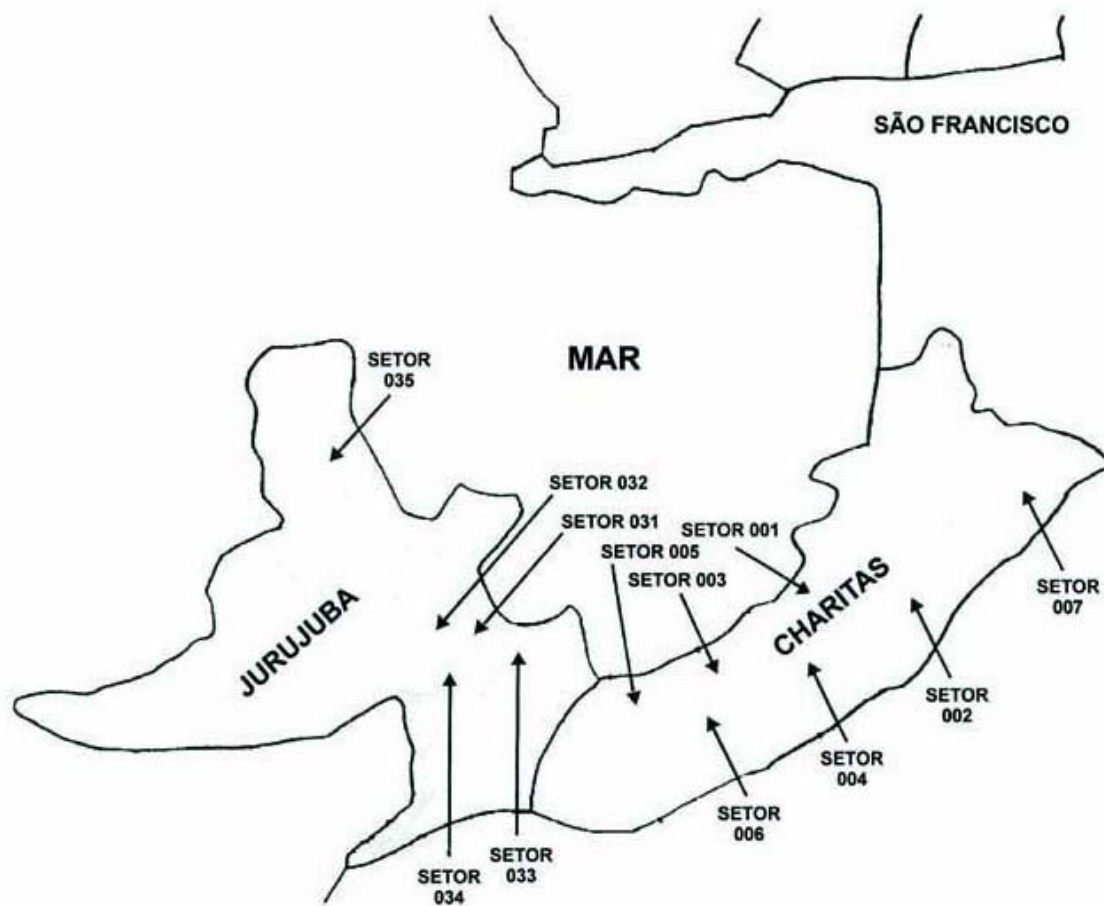 SÃO FRANCISCO
MAR
SETOR
035
SETOR 032
SETOR 031
SETOR 001
SETOR 005
SETOR 003
CHARITAS
SETOR
007
JURUJUBA
SETOR
002
SETOR
004
SETOR
006
SETOR
033
SETOR
034